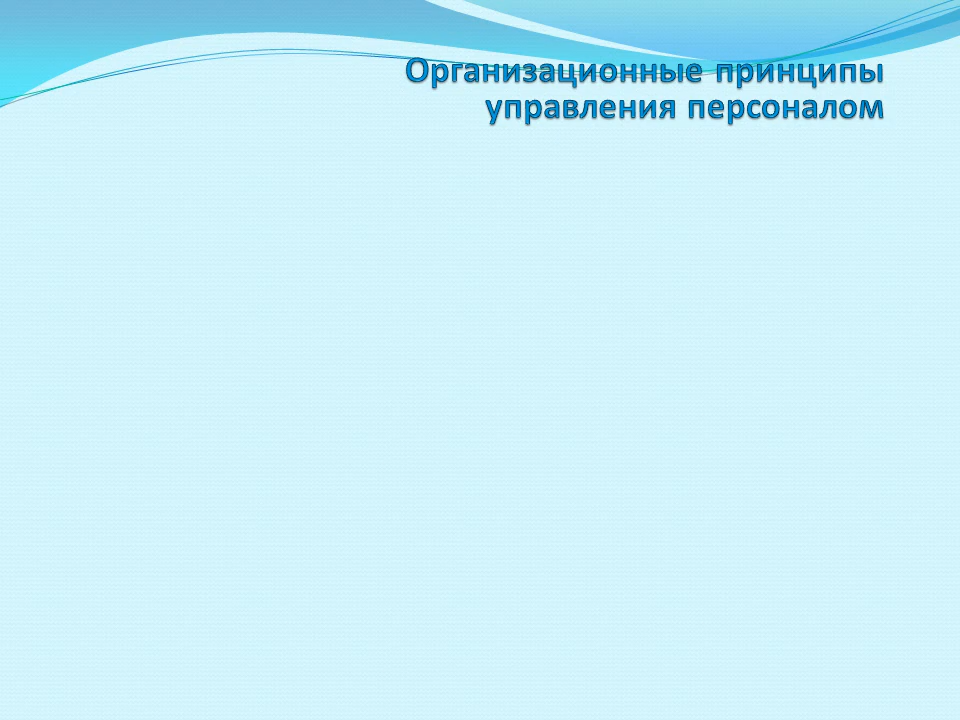 Организационные принципы
управления персоналом